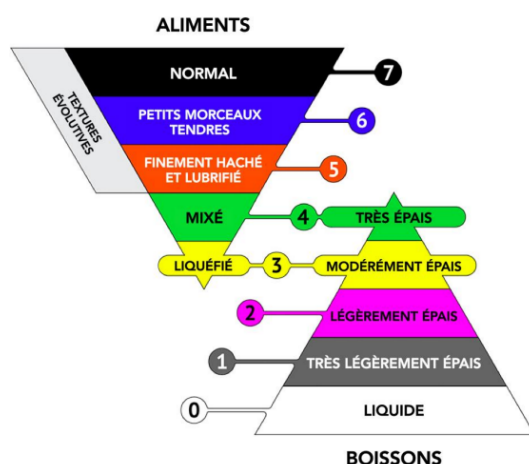 ALIMENTS
NORMAL
7
TEXTURES
ÉVOLUTIVES
PETITS MORCEAUX
TENDRES
6
FINEMENT HACHÉ
ET LUBRIFIÉ
5
MIXÉ
4
TRÈS ÉPAIS
LIQUÉFIÉ
3
MODÉRÉMENT ÉPAIS
2
LÉGÈREMENT ÉPAIS
1
TRÈS LÉGÈREMENT ÉPAIS
0
LIQUIDE
BOISSONS